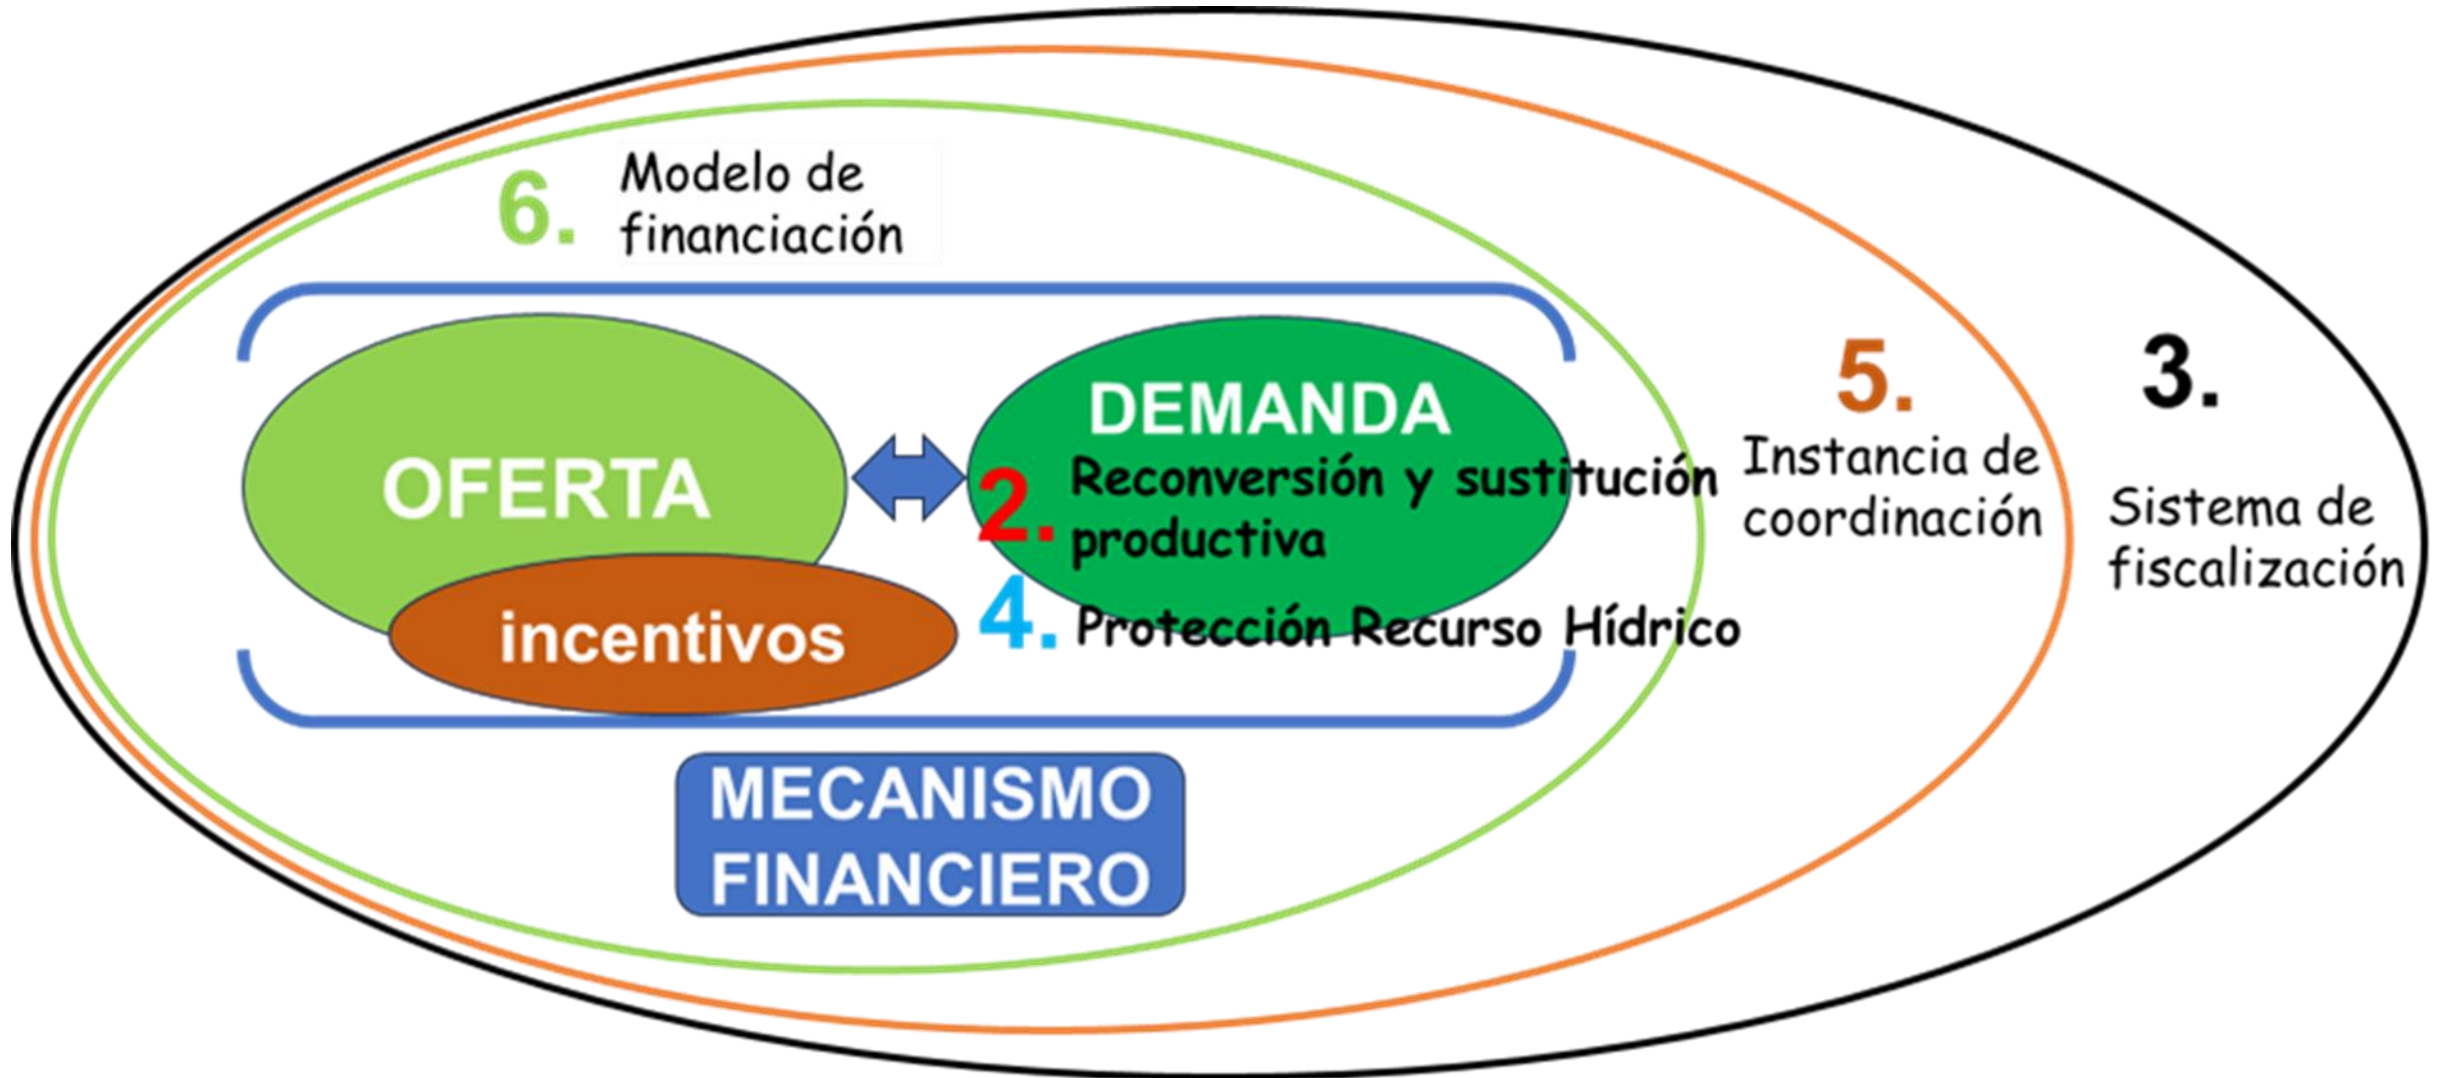 6. Modelo de
financiación
OFERTA
incentivos
DEMANDA
2. Reconversión y sustitución
productiva
4. Protección Recurso Hídrico
5.
Instancia de
coordinación
3.
Sistema de
fiscalización
MECANISMO
FINANCIERO